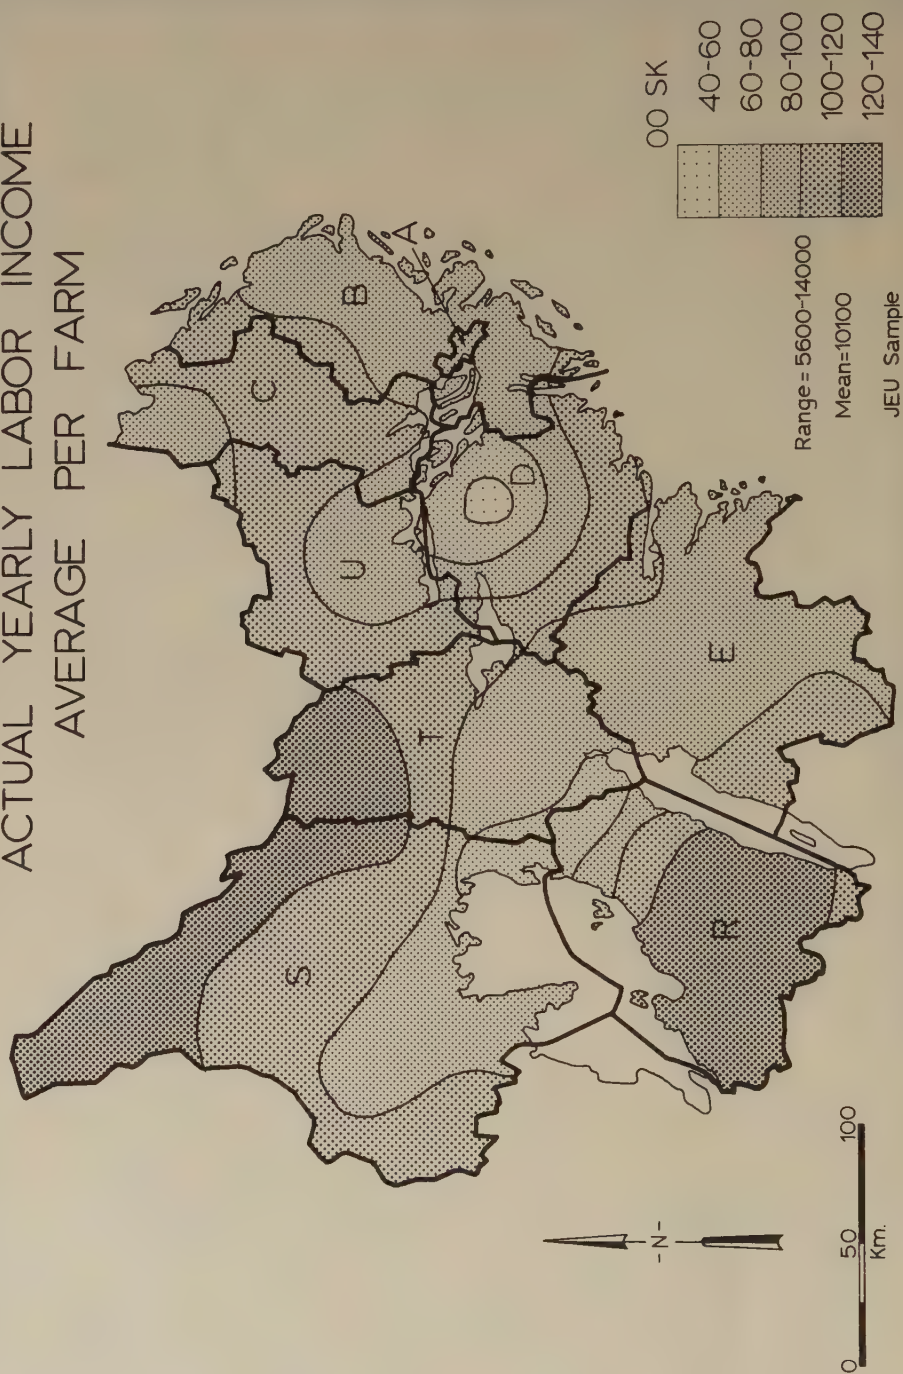 ACTUAL YEARLY LABOR INCOME
AVERAGE PER FARM
A
B
C
D
U
T
S
E
R
00 SK
40-60
60-80
80-100
100-120
120-140
Range = 5600-14000
Mean=10100
JEU Sample
-N-
0 50 100
Km.